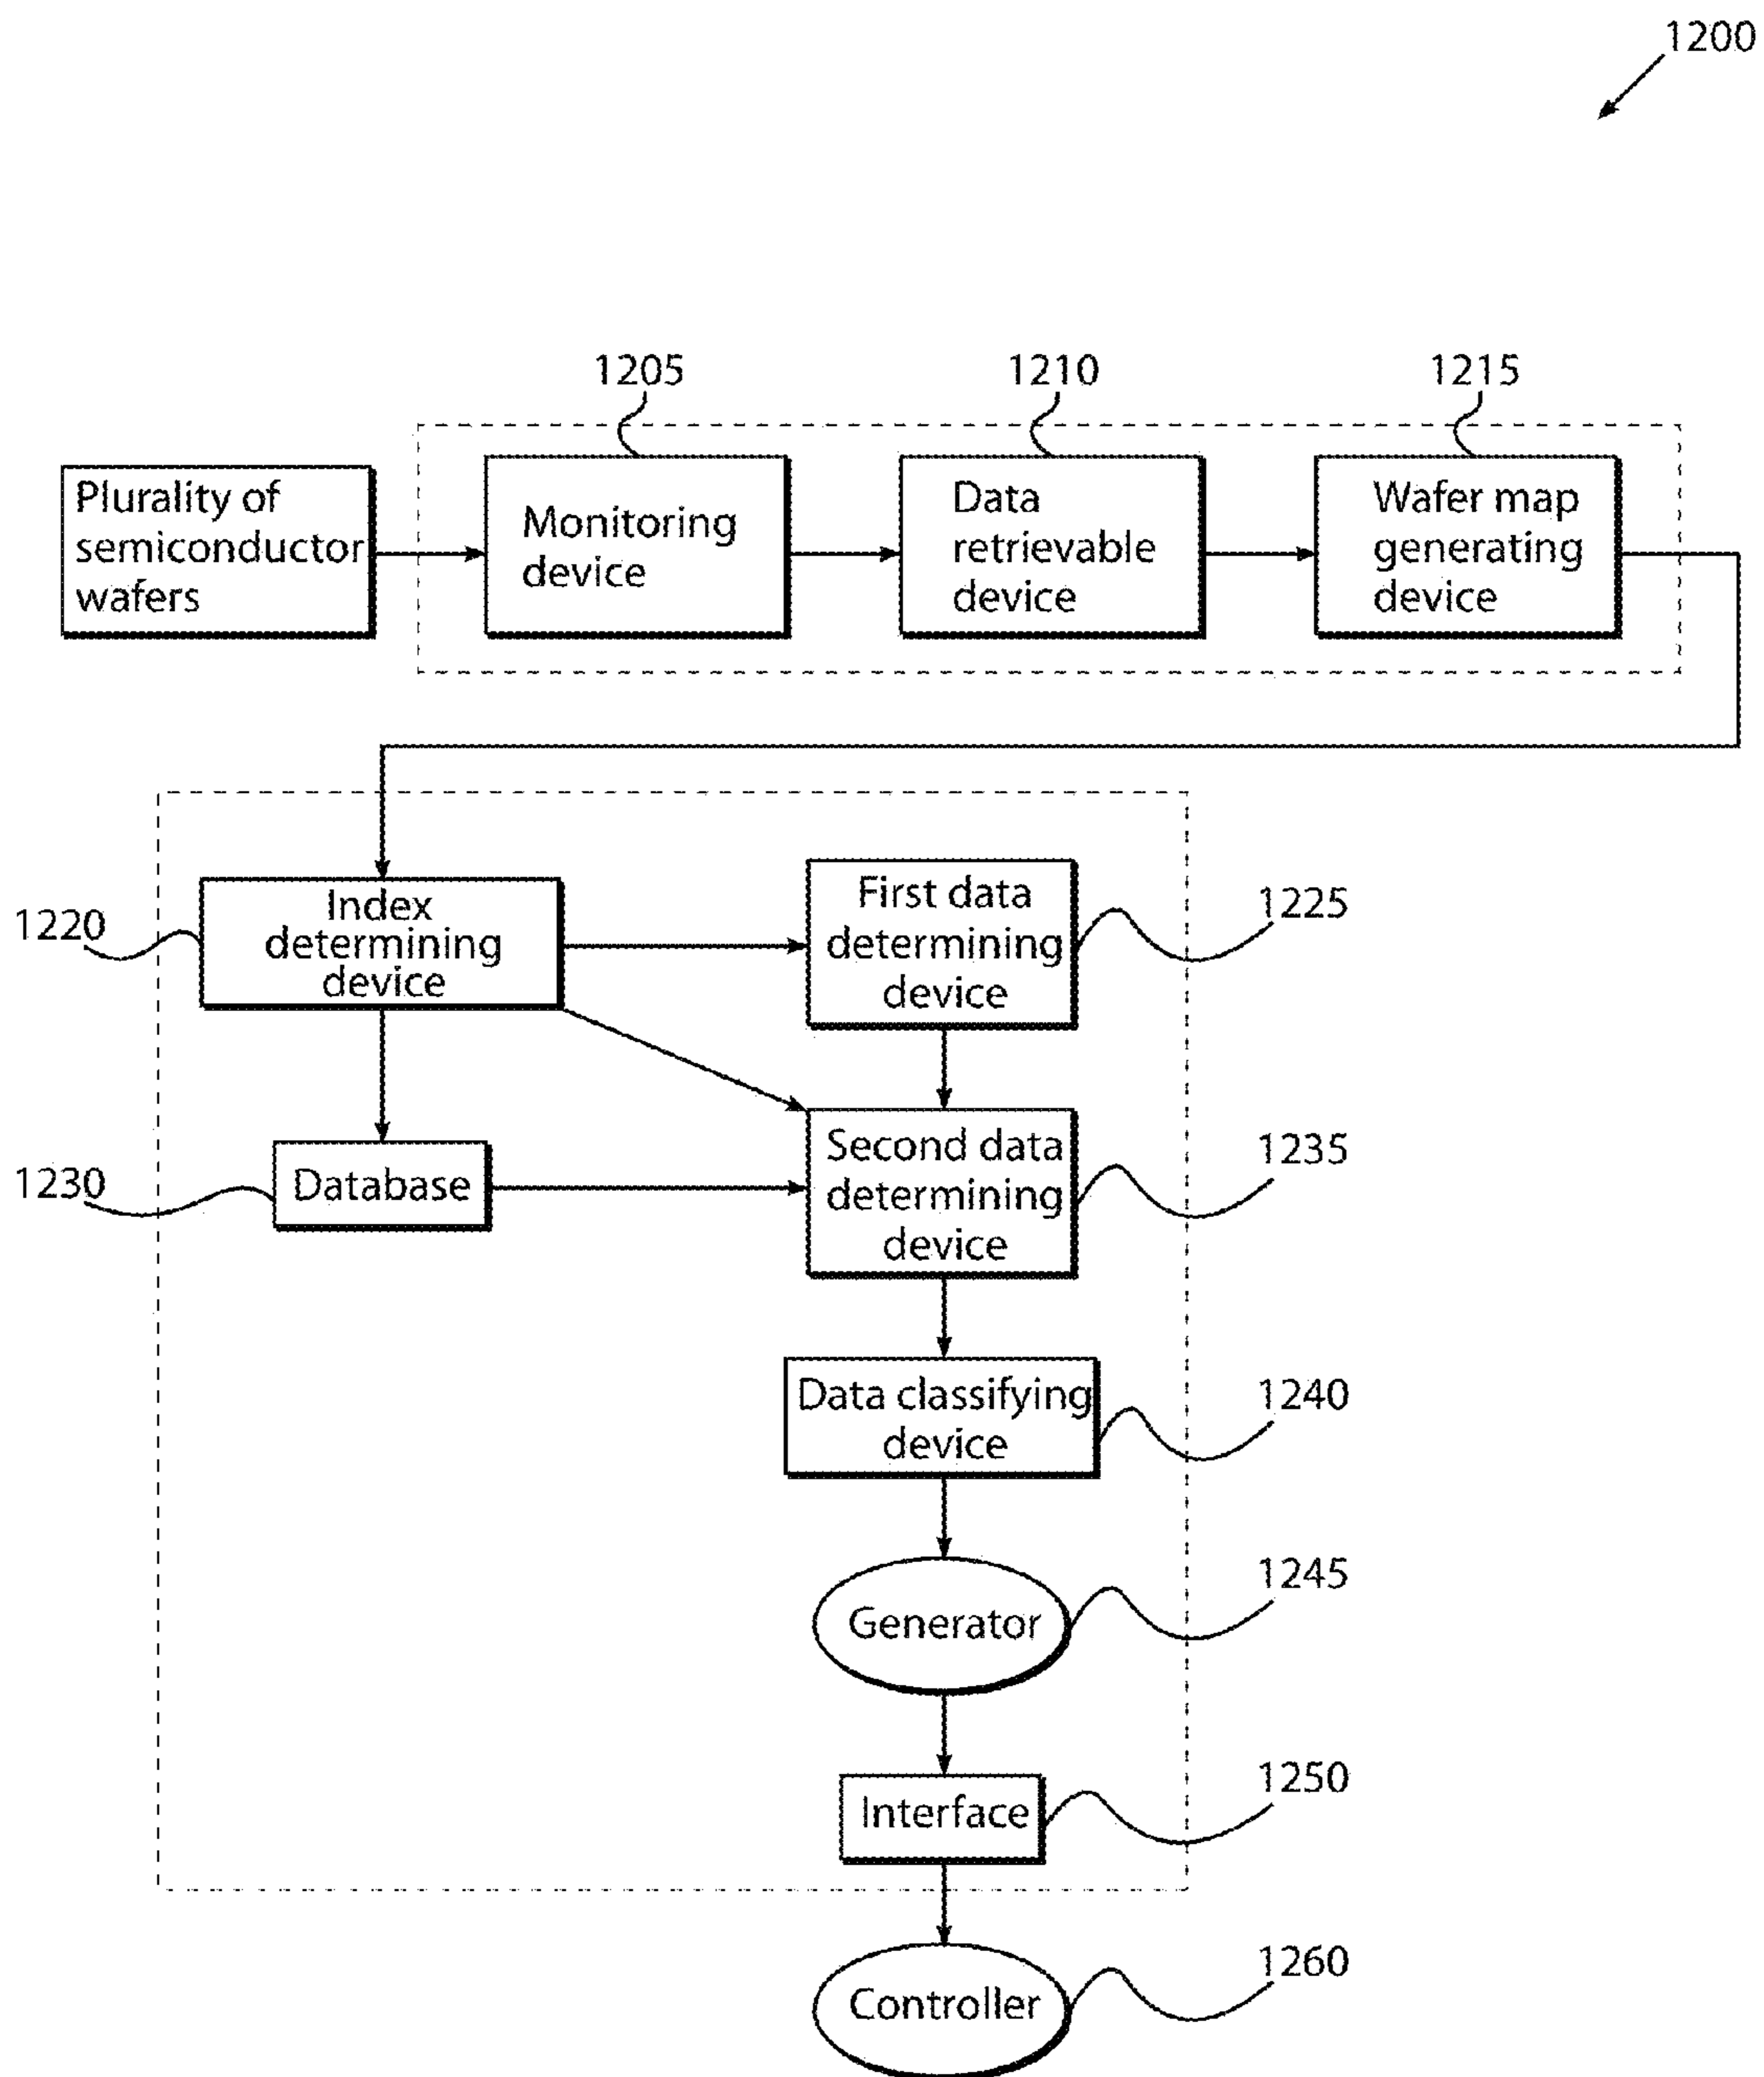 1200
1205
1210
1215
Plurality of
semiconductor
wafers
Monitoring
device
Data
retrievable
device
Wafer map
generating
device
1220
Index
determining
device
First data
determining
device
1225
1230
Database
Second data
determining
device
1235
Data classifying
device
1240
Generator
1245
Interface
1250
Controller
1260